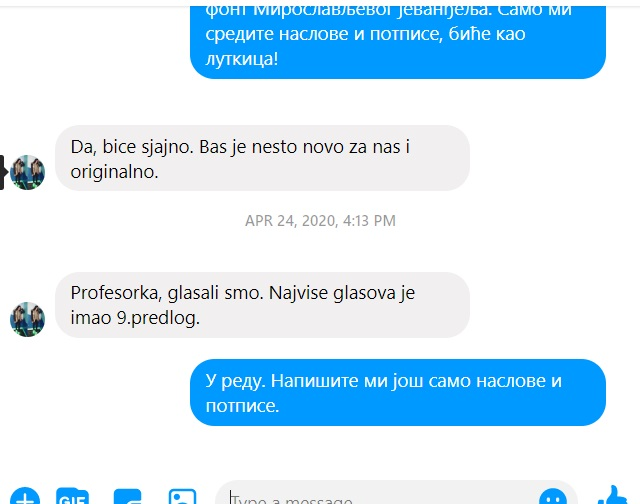 фонт Мирослављевог јеванђеља. Само ми
средите наслове и потписе, биће као
луткица!
Da, bice sjajno. Bas je nesto novo za nas i
originalno.
APR 24, 2020, 4:13 PM
Profesorka, glasali smo. Najvise glasova je
imao 9.predlog.
У реду. Напишите ми још само наслове и
потписе.
GIF
Type a message